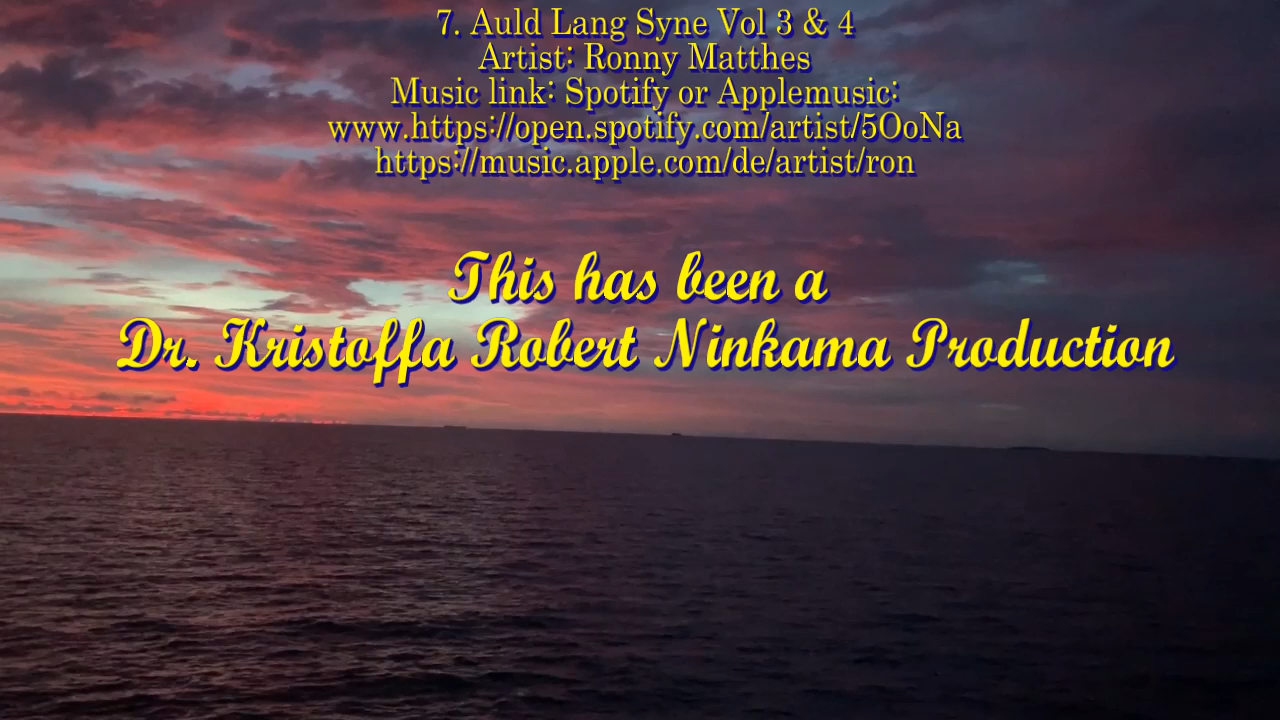 7. Auld Lang Syne Vol 3 & 4
Artist: Ronny Matthes
Music link: Spotify or Applemusic:
www.https://open.spotify.com/artist/5OoNa
https://music.apple.com/de/artist/ron
This has been a
Dr. Kristoffa Robert Ninkama Production